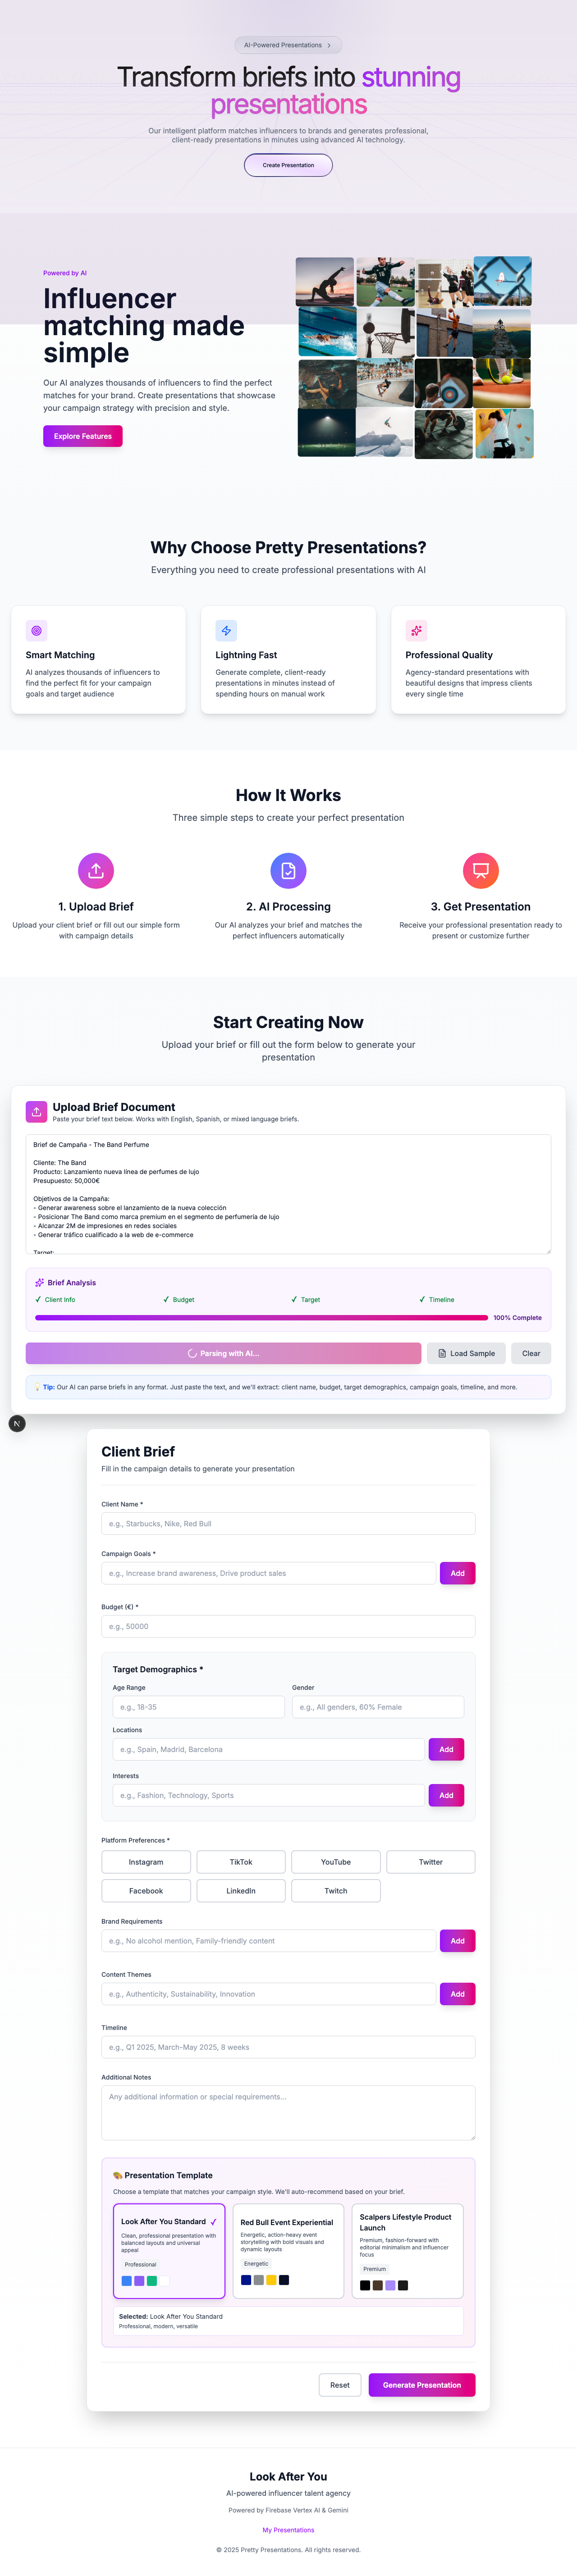 AI-Powered Presentations
Transform briefs into stunning
presentations
Our intelligent platform matches influencers to brands and generates professional,
client-ready presentations in minutes using advanced AI technology.
Create Presentation
Powered by AI
Influencer
matching made
simple
Our AI analyzes thousands of influencers to find the perfect
matches for your brand. Create presentations that showcase
your campaign strategy with precision and style.
Explore Features
Why Choose Pretty Presentations?
Everything you need to create professional presentations with AI
Smart Matching
AI analyzes thousands of influencers to
find the perfect fit for your campaign
goals and target audience
Lightning Fast
Generate complete, client-ready
presentations in minutes instead of
spending hours on manual work
Professional Quality
Agency-standard presentations with
beautiful designs that impress clients
every single time
How It Works
Three simple steps to create your perfect presentation
1. Upload Brief
Upload your client brief or fill out our simple form
with campaign details
2. AI Processing
Our AI analyzes your brief and matches the
perfect influencers automatically
3. Get Presentation
Receive your professional presentation ready to
present or customize further
Start Creating Now
Upload your brief or fill out the form below to generate your
presentation
Upload Brief Document
Paste your brief text below. Works with English, Spanish, or mixed language briefs.
Brief de Campaña - The Band Perfume
Cliente: The Band
Producto: Lanzamiento nueva línea de perfumes de lujo
Presupuesto: 50,000€
Objetivos de la Campaña:
- Generar awareness sobre el lanzamiento de la nueva colección
- Posicionar The Band como marca premium en el segmento de perfumería de lujo
- Alcanzar 2M de impresiones en redes sociales
- Generar tráfico cualificado a la web de e-commerce
Target:
Brief Analysis
✓ Client Info
✓ Budget
✓ Target
✓ Timeline
100% Complete
Parsing with AI...
Load Sample
Clear
💡 Tip: Our AI can parse briefs in any format. Just paste the text, and we'll extract: client name, budget, target demographics, campaign goals, timeline, and more.
N
Client Brief
Fill in the campaign details to generate your presentation
Client Name *
e.g., Starbucks, Nike, Red Bull
Campaign Goals *
e.g., Increase brand awareness, Drive product sales
Add
Budget (€) *
e.g., 50000
Target Demographics *
Age Range
Gender
e.g., 18-35
e.g., All genders, 60% Female
Locations
e.g., Spain, Madrid, Barcelona
Add
Interests
e.g., Fashion, Technology, Sports
Add
Platform Preferences *
Instagram
TikTok
YouTube
Twitter
Facebook
LinkedIn
Twitch
Brand Requirements
e.g., No alcohol mention, Family-friendly content
Add
Content Themes
e.g., Authenticity, Sustainability, Innovation
Add
Timeline
e.g., Q1 2025, March-May 2025, 8 weeks
Additional Notes
Any additional information or special requirements...
🎨 Presentation Template
Choose a template that matches your campaign style. We'll auto-recommend based on your brief.
Look After You Standard ✓
Clean, professional presentation with
balanced layouts and universal
appeal
Professional
Red Bull Event Experiential
Energetic, action-heavy event
storytelling with bold visuals and
dynamic layouts
Energetic
Scalpers Lifestyle Product
Launch
Premium, fashion-forward with
editorial minimalism and influencer
focus
Premium
Selected: Look After You Standard
Professional, modern, versatile
Reset
Generate Presentation
Look After You
AI-powered influencer talent agency
Powered by Firebase Vertex AI & Gemini
My Presentations
© 2025 Pretty Presentations. All rights reserved.